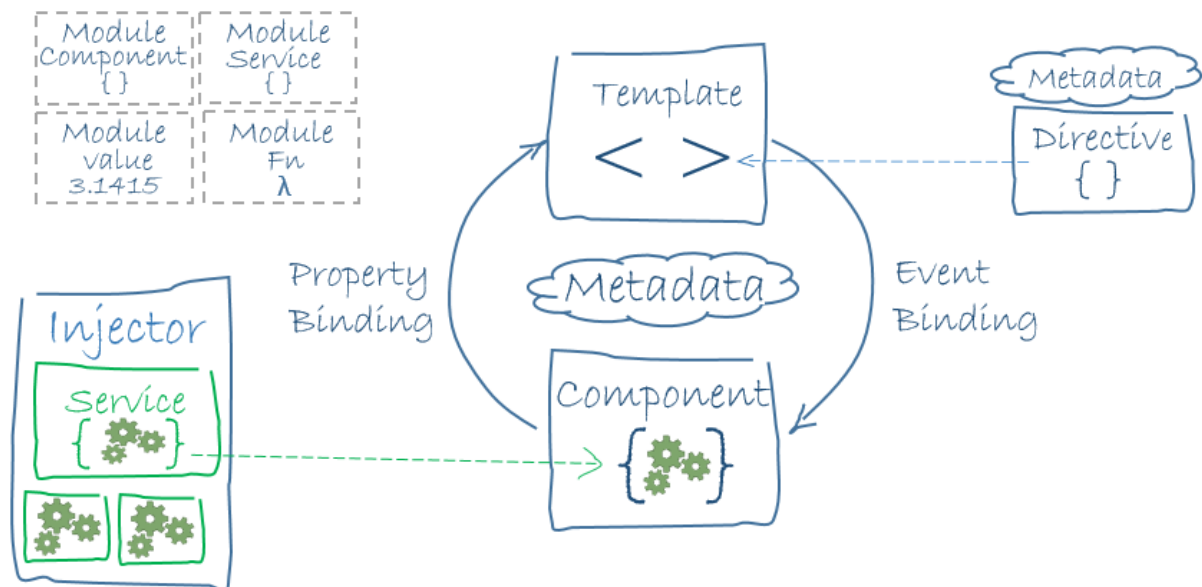 Module
Component
{ }
Module
Service
{ }
Module
value
3.1415
Module
Fn
λ
Template
< >
Metadata
Directive
{ }
Property
Binding
Metadata
Event
Binding
Injector
Service
{ }
Component
{ }